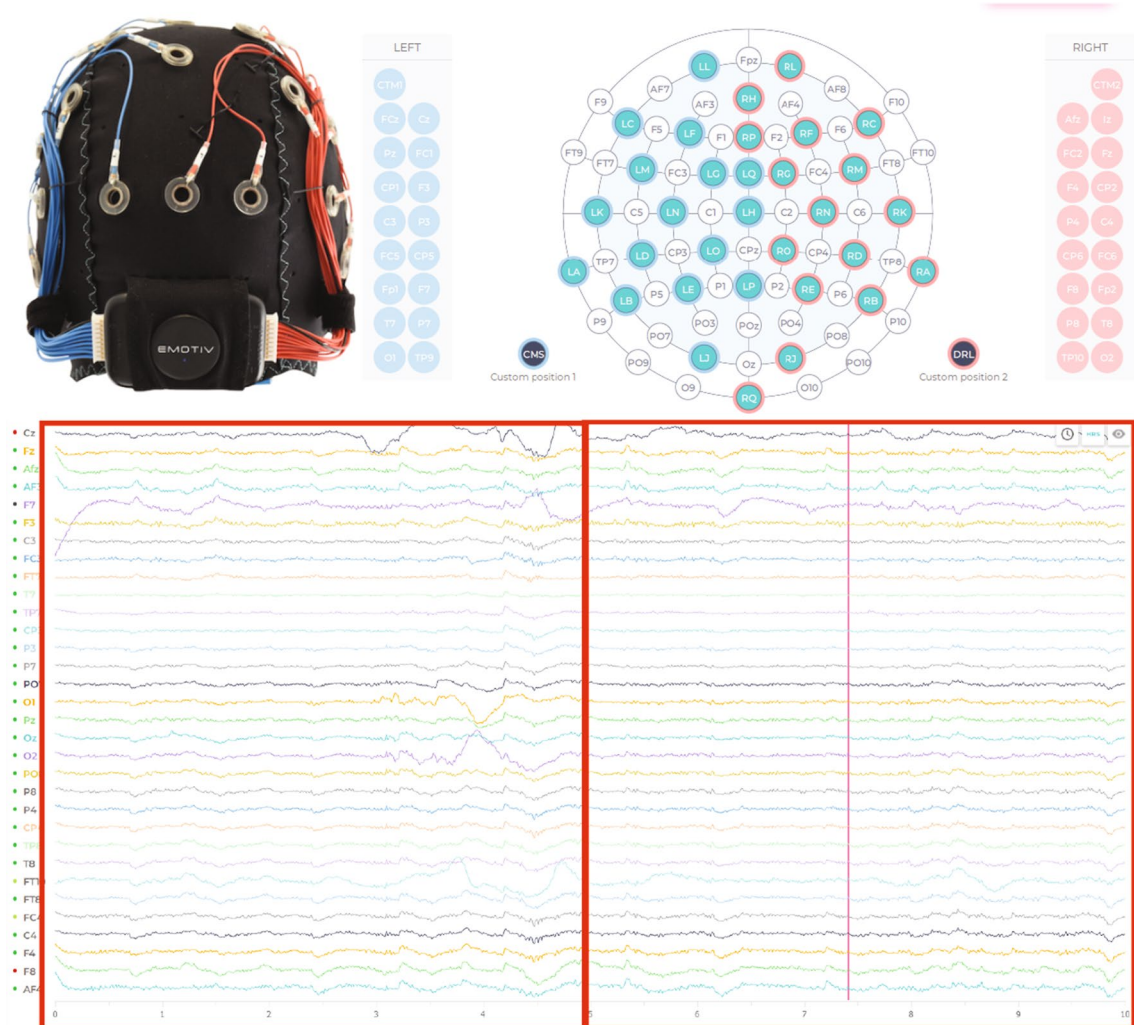 LEFT
CTM1
FCz Cz
Pz FC1
CP1 F3
C3 P3
FC5 CP5
Fp1 F7
T7 P7
O1 TP9
EMOTIV
LL Fpz RL
AF7 RH AF8
F9 AF3 AF4 F10
LC F5 LF F1 RP F2 RF F6 RC
FT9 FT7 LM FC3 LG LQ RG FC4 RM FT8 FT10
LK C5 LN C1 LH C2 RN C6 RK
LA TP7 LD CP3 LO CPz RO CP4 RD TP8 RA
LB P5 LE P1 LP P2 RE P6 RB
P9 PO7 PO3 POz PO4 PO8 P10
PO9 LJ Oz RJ PO10
O9 RQ O10
CMS
Custom position 1
DRL
Custom position 2
RIGHT
CTM2
Afz Iz
FC2 Fz
F4 CP2
P4 C4
CP6 FC6
F8 Fp2
P8 T8
TP10 O2
Cz
Fz
Afz
F7
F3
C3
P3
P7
PO
O1
Pz
Oz
O2
PO
P8
P4
T8
FT8
FC4
C4
F4
F8
AF4
0 1 2 3 4 5 6 7 8 9 10